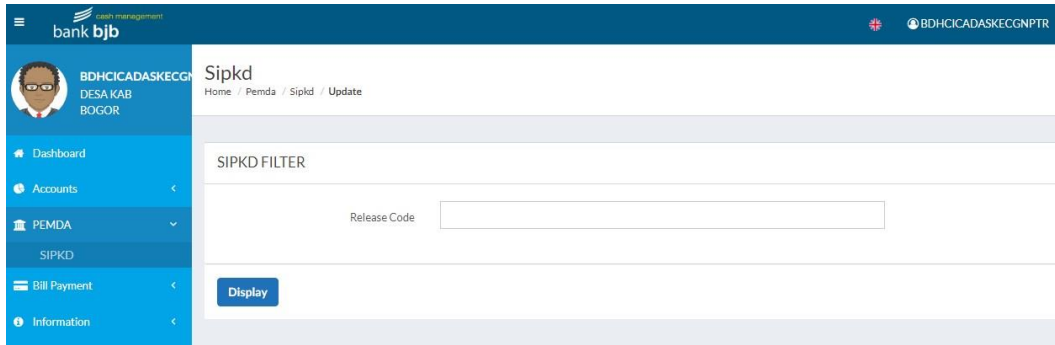 cash management
bank bjb
BDHCICADASKECGNPTR
BDHCICADASKECGN
DESA KAB
BOGOR
Sipkd
Home / Pemda / Sipkd / Update
Dashboard
Accounts
PEMDA
SIPKD
Bill Payment
Information
SIPKD FILTER
Release Code
Display